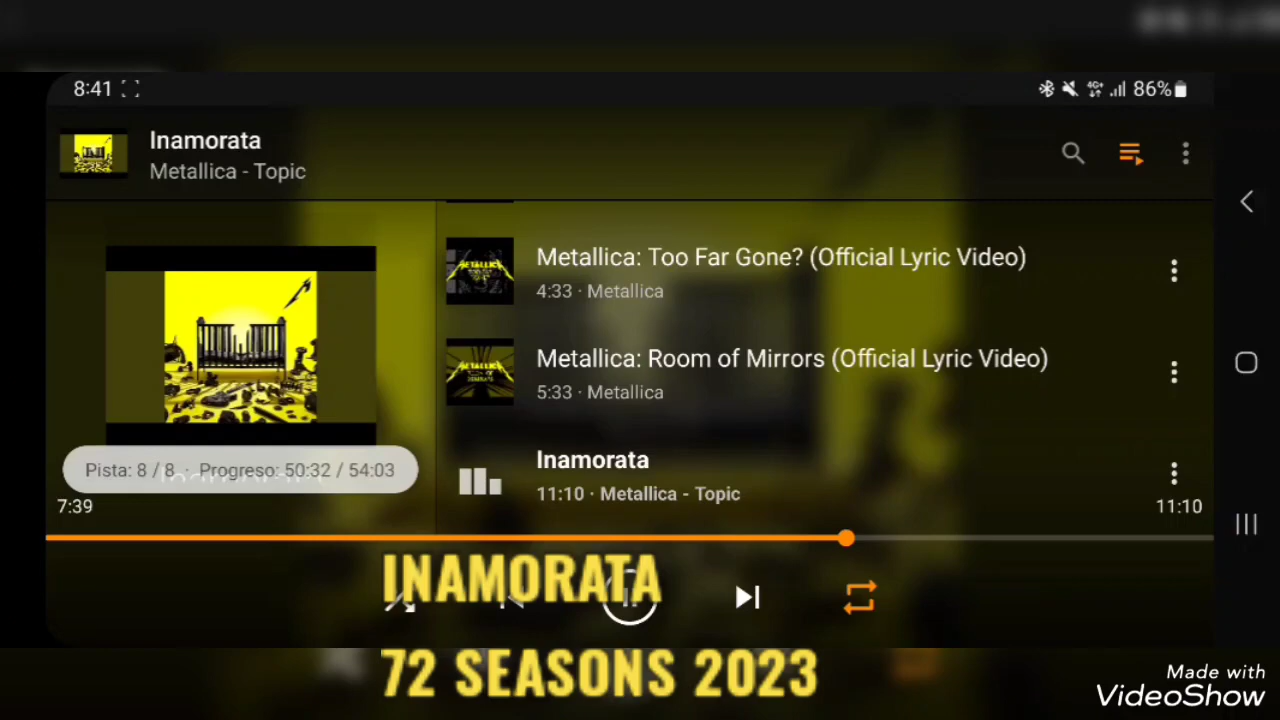 8:41
4G+ 86%
Inamorata
Metallica - Topic
Metallica: Too Far Gone? (Official Lyric Video)
4:33 · Metallica
Metallica: Room of Mirrors (Official Lyric Video)
5:33 · Metallica
Inamorata
11:10 · Metallica - Topic
Pista: 8 / 8 · Progreso: 50:32 / 54:03
7:39
11:10
INAMORATA
72 SEASONS 2023
Made with
VideoShow